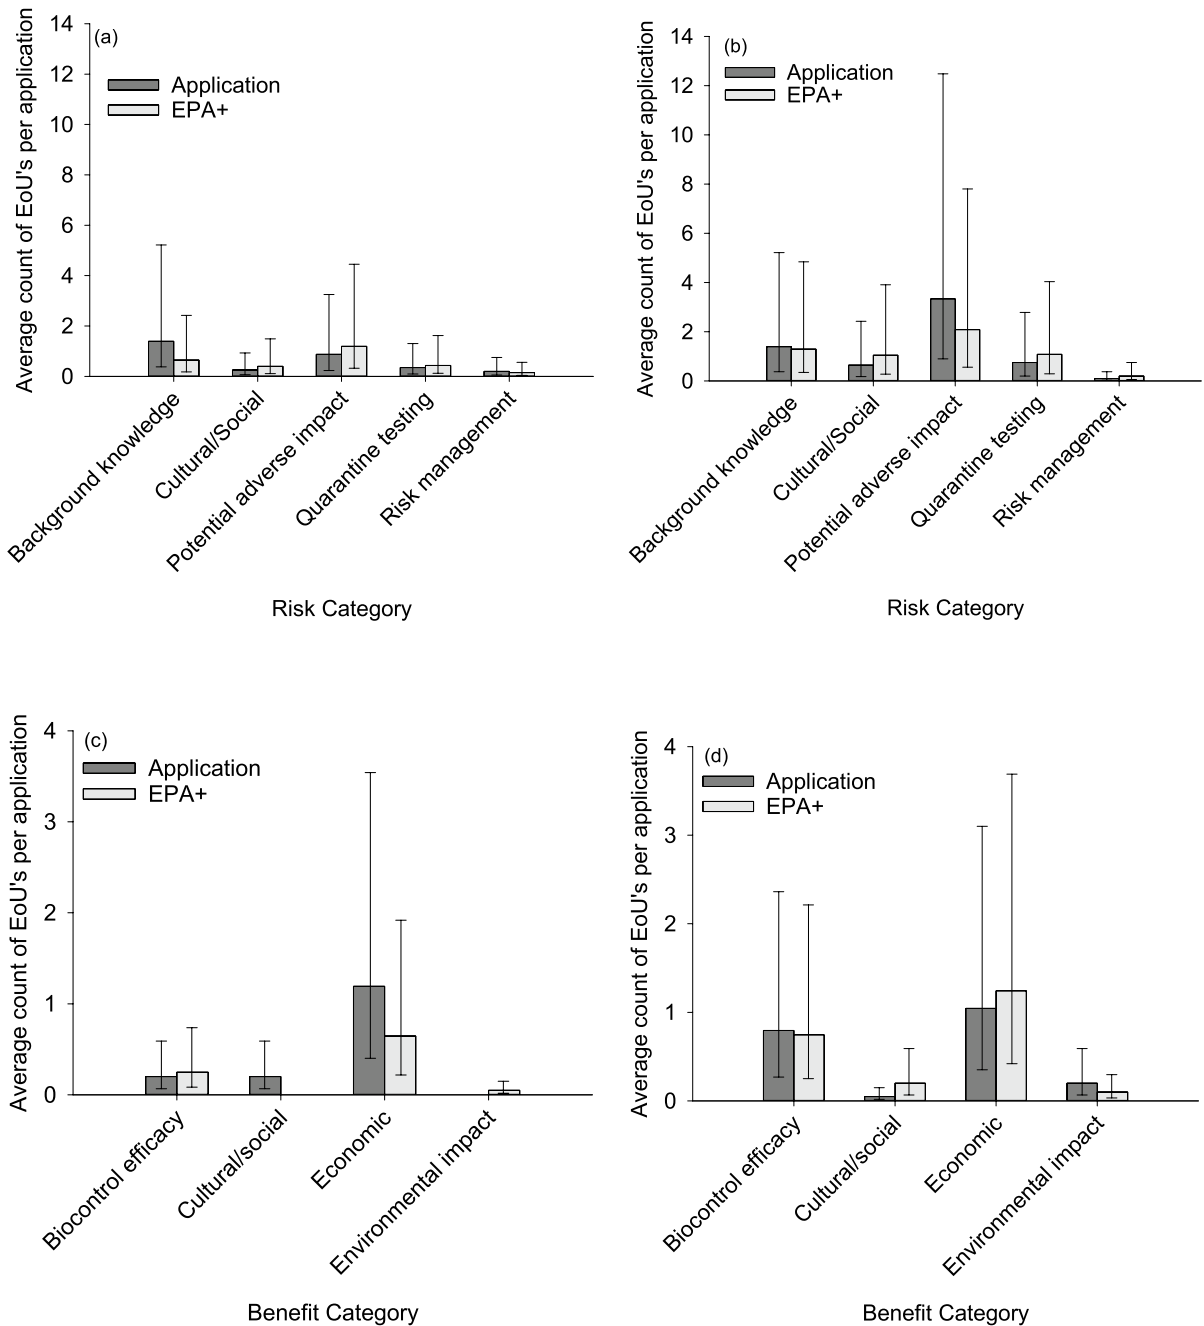 (a)
Average count of EoU's per application
14
12
10
8
6
4
2
0
Application
EPA+
Background knowledge
Cultural/Social
Potential adverse impact
Quarantine testing
Risk management
Risk Category
(b)
Average count of EoU's per application
14
12
10
8
6
4
2
0
Application
EPA+
Background knowledge
Cultural/Social
Potential adverse impact
Quarantine testing
Risk management
Risk Category
(c)
Average count of EoU's per application
4
3
2
1
0
Application
EPA+
Biocontrol efficacy
Cultural/social
Economic
Environmental impact
Benefit Category
(d)
Average count of EoU's per application
4
3
2
1
0
Application
EPA+
Biocontrol efficacy
Cultural/social
Economic
Environmental impact
Benefit Category